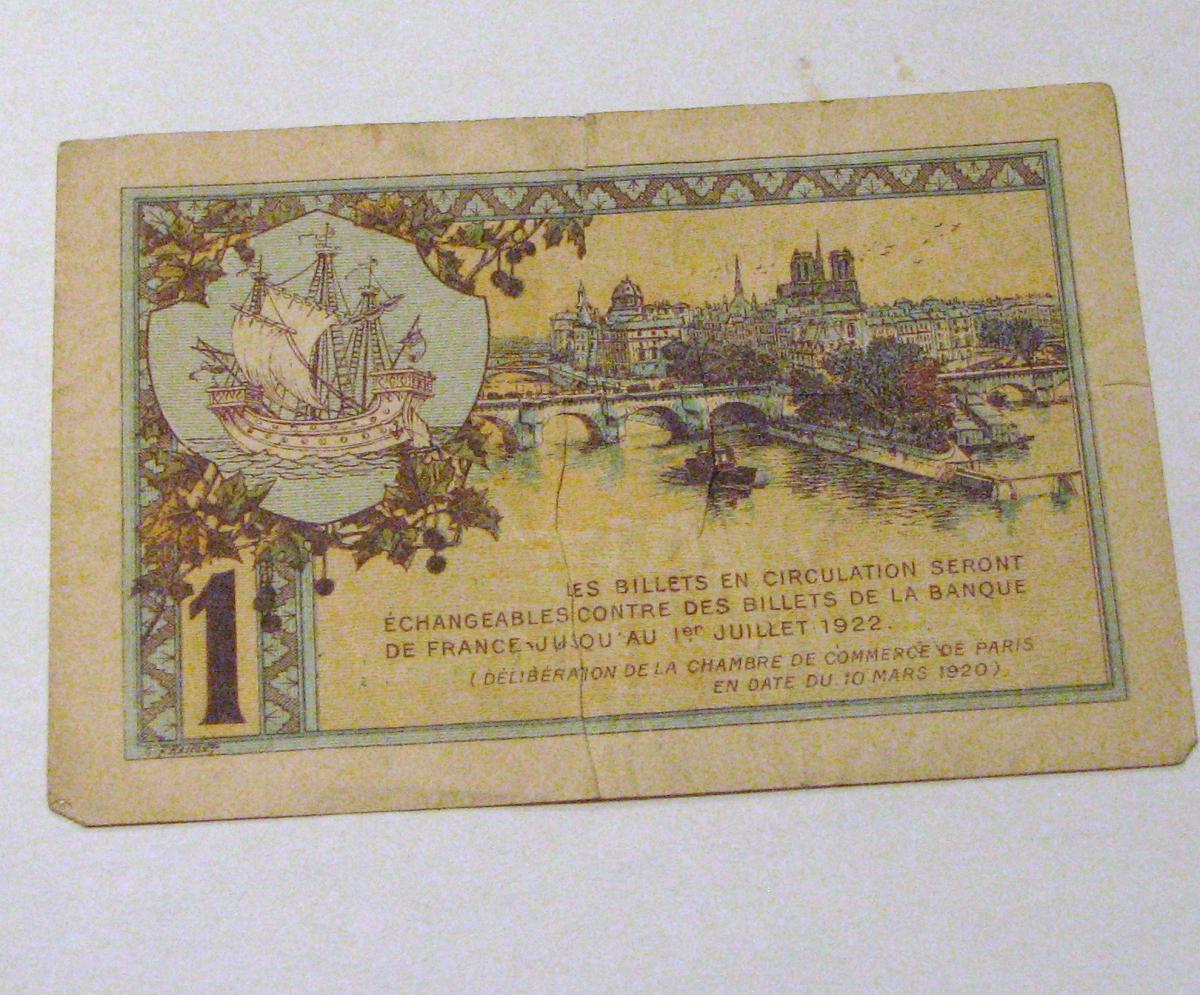 LES BILLETS EN CIRCULATION SERONT
ÉCHANGEABLES CONTRE DES BILLETS DE LA BANQUE
DE FRANCE JUSQU'AU 1er JUILLET 1922.
(DÉLIBÉRATION DE LA CHAMBRE DE COMMERCE DE PARIS
EN DATE DU 10 MARS 1920)
1